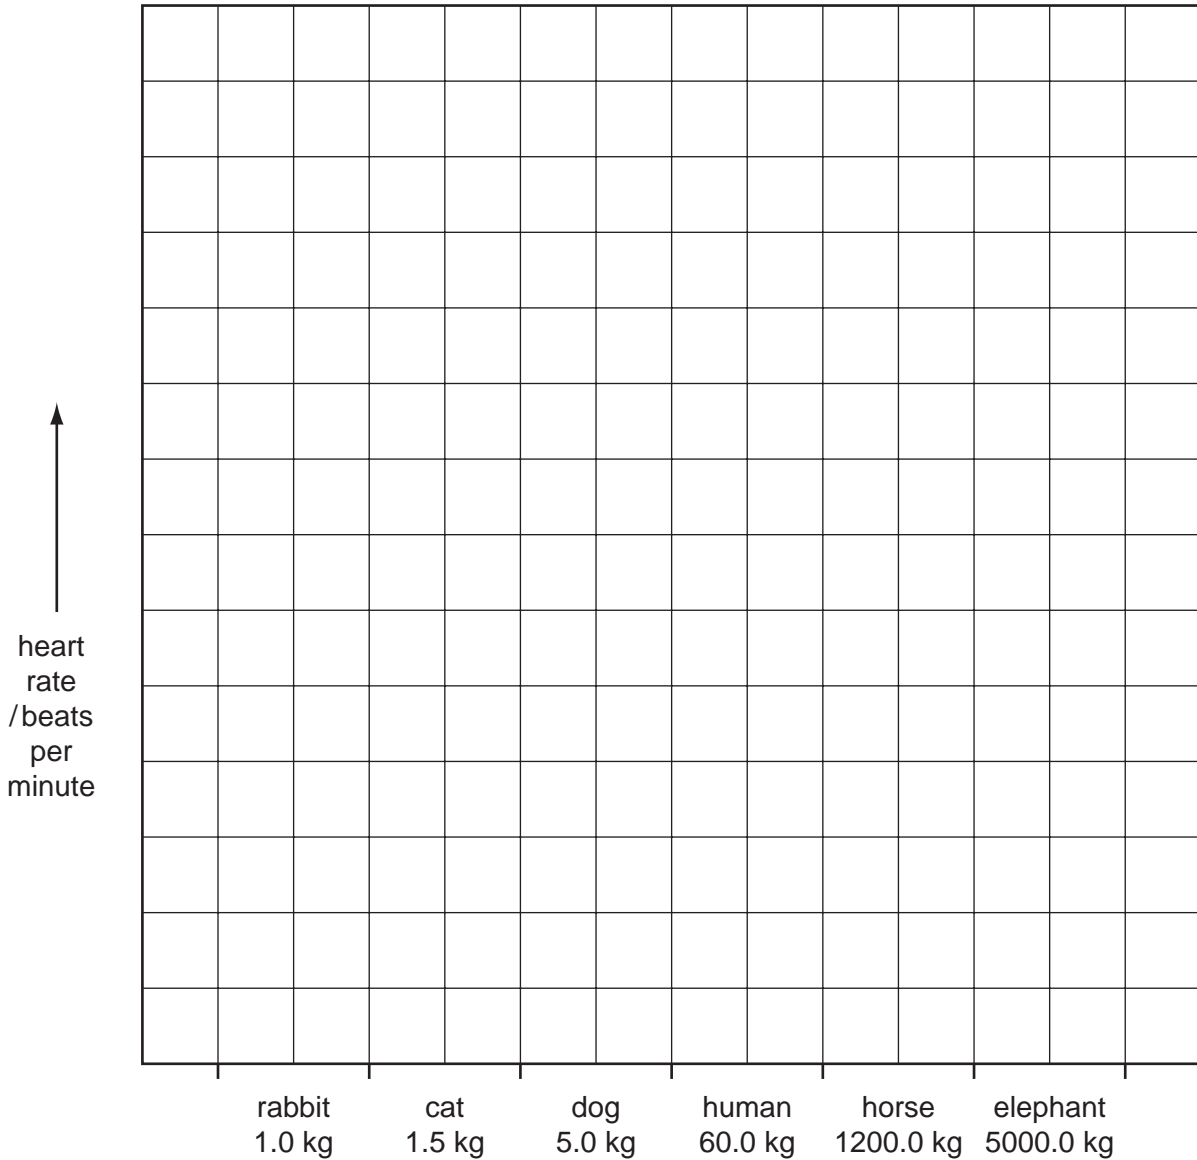 heart
rate
/beats
per
minute
rabbit cat dog human horse elephant
1.0 kg 1.5 kg 5.0 kg 60.0 kg 1200.0 kg 5000.0 kg